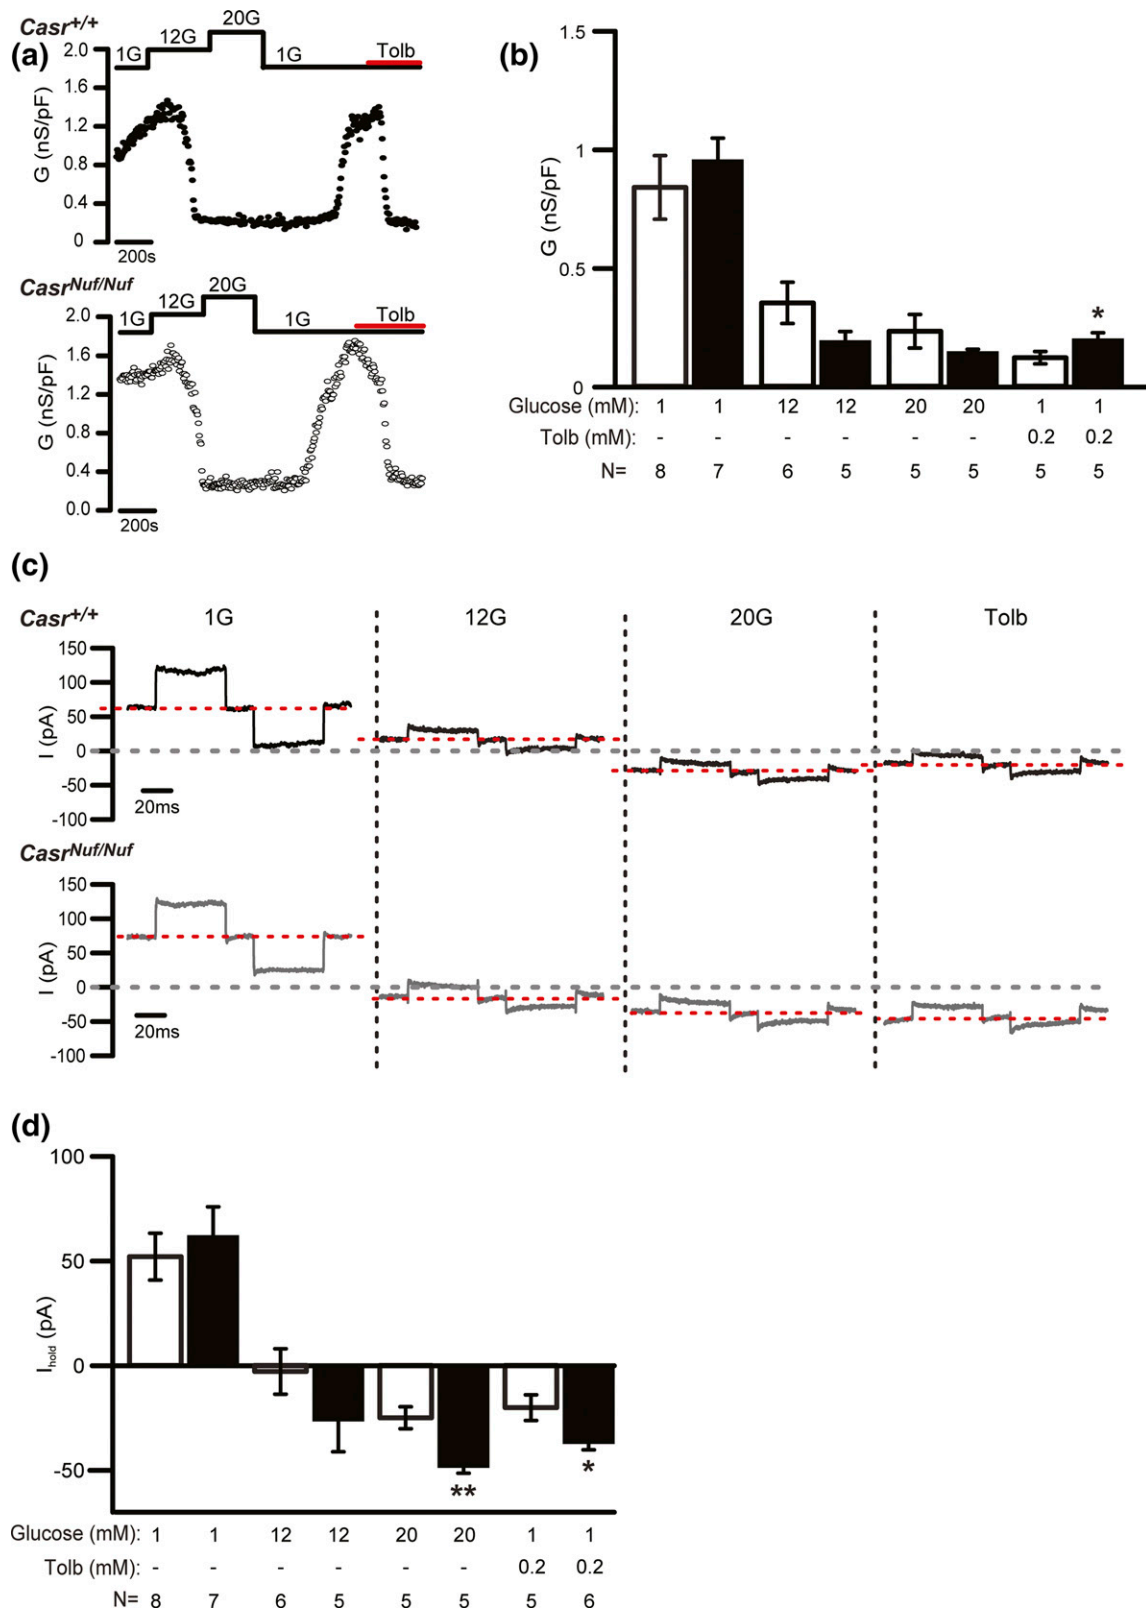 Casr+/+
(a)
1G 12G 20G 1G Tolb
2.0
1.6
1.2
0.8
0.4
0
G (nS/pF)
200s
CasrNuf/Nuf
1G 12G 20G 1G Tolb
2.0
1.6
1.2
0.8
0.4
0.0
G (nS/pF)
200s
(b)
1.5
1
0.5
0
G (nS/pF)
Glucose (mM): 1 1 12 12 20 20 1 1
Tolb (mM): - - - - - - 0.2 0.2
N= 8 7 6 5 5 5 5 5
*
(c)
Casr+/+
1G 12G 20G Tolb
150
100
50
0
-50
-100
I (pA)
20ms
CasrNuf/Nuf
150
100
50
0
-50
-100
I (pA)
20ms
(d)
100
50
0
-50
Ihold (pA)
** *
Glucose (mM): 1 1 12 12 20 20 1 1
Tolb (mM): - - - - - - 0.2 0.2
N= 8 7 6 5 5 5 5 6